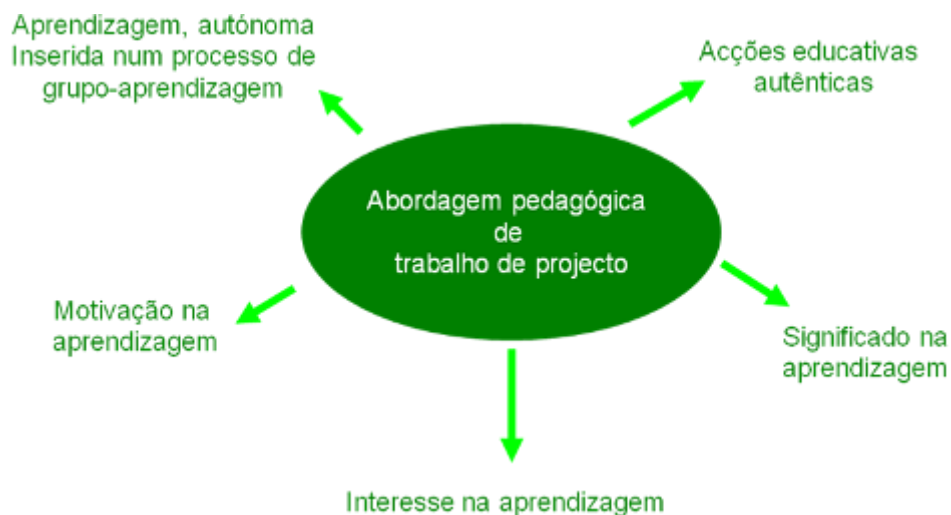 Aprendizagem, autónoma
Inserida num processo de
grupo-aprendizagem
Acções educativas
autênticas
Abordagem pedagógica
de
trabalho de projecto
Motivação na
aprendizagem
Significado na
aprendizagem
Interesse na aprendizagem